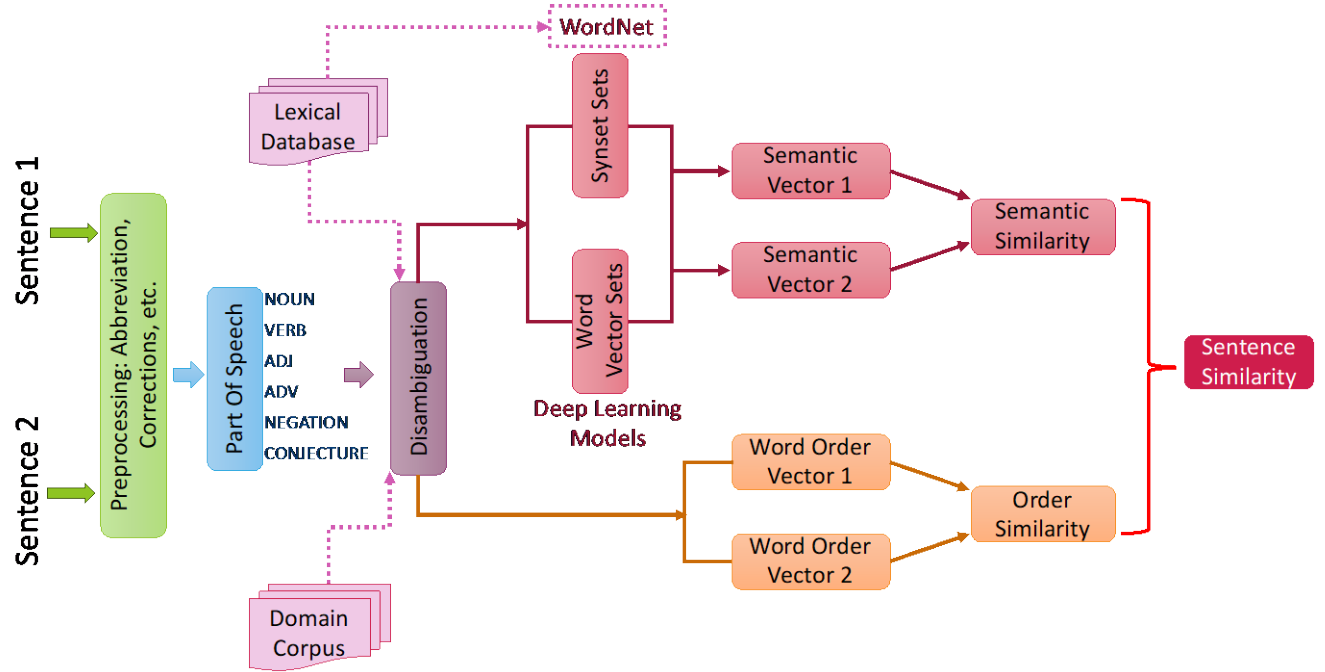 Sentence 1
Sentence 2
Preprocessing: Abbreviation,
Corrections, etc.
Part Of Speech
NOUN
VERB
ADJ
ADV
NEGATION
CONJECTURE
Lexical
Database
Domain
Corpus
Disambiguation
WordNet
Synset Sets
Word
Vector Sets
Deep Learning
Models
Semantic
Vector 1
Semantic
Vector 2
Word Order
Vector 1
Word Order
Vector 2
Semantic
Similarity
Order
Similarity
Sentence
Similarity